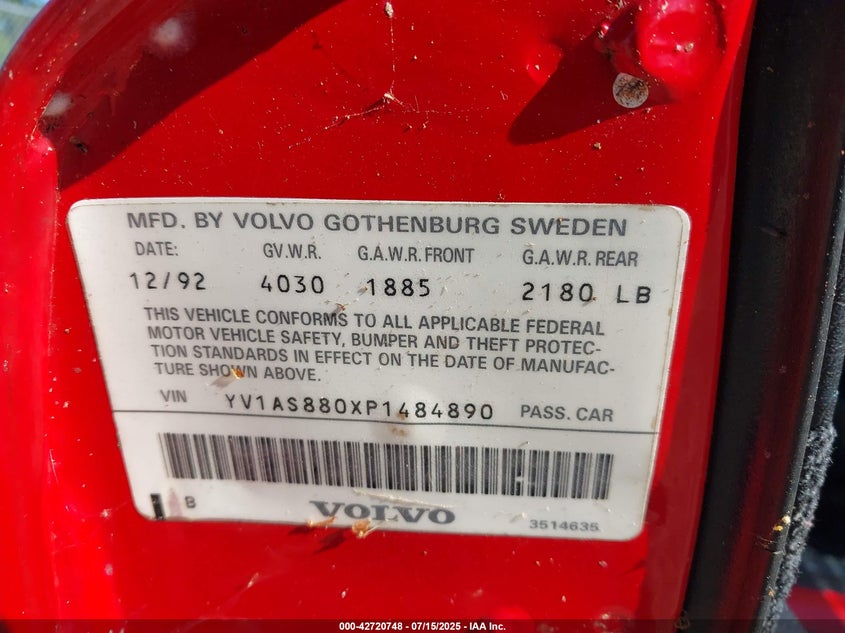 MFD. BY VOLVO GOTHENBURG SWEDEN
DATE: GV.W.R. G.A.W.R. FRONT G.A.W.R. REAR
12/92 4030 1885 2180 LB
THIS VEHICLE CONFORMS TO ALL APPLICABLE FEDERAL
MOTOR VEHICLE SAFETY, BUMPER AND THEFT PROTEC-
TION STANDARDS IN EFFECT ON THE DATE OF MANUFAC-
TURE SHOWN ABOVE.
VIN YV1AS880XP1484890 PASS. CAR
B VOLVO 3514635
000-42720748 - 07/15/2025 - IAA Inc.